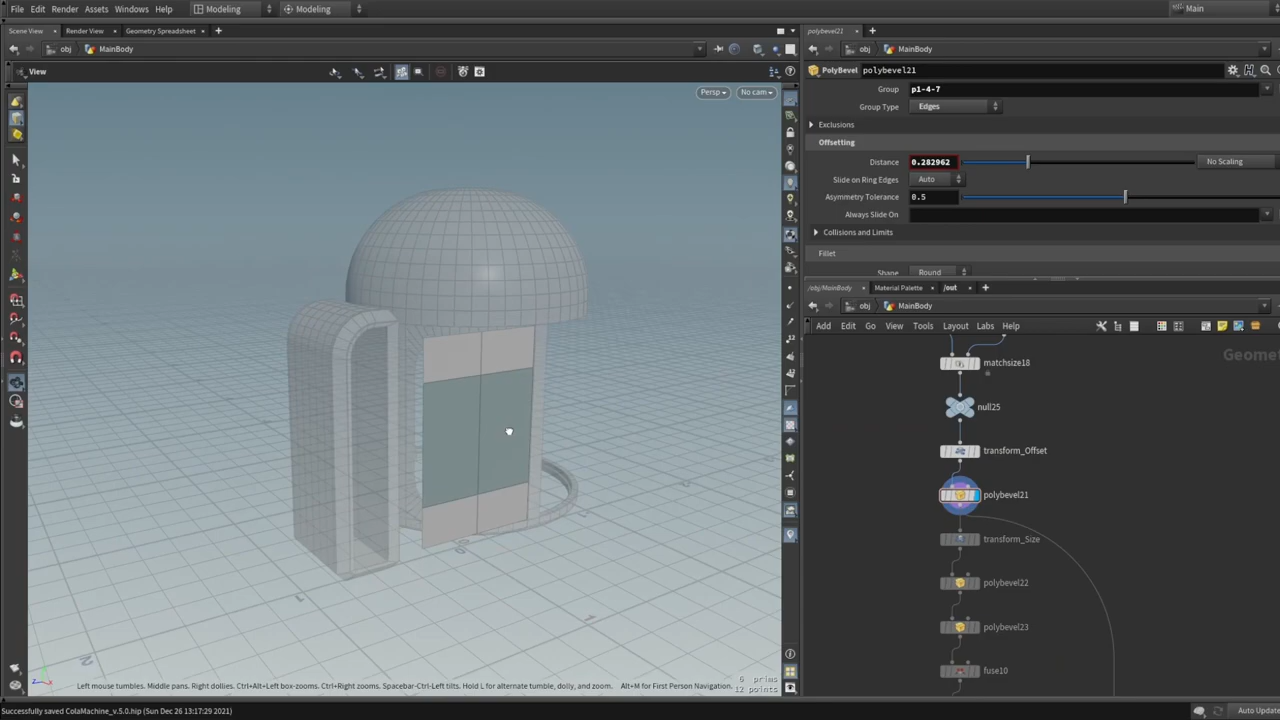 File Edit Render Assets Windows Help Modeling Modeling Main
Scene View Render View Geometry Spreadsheet
obj MainBody
View
Persp No cam
Left mouse tumbles. Middle pans. Right dollies. Ctrl+Alt+Left box-zooms. Ctrl+Right zooms. Spacebar-Ctrl-Left tilts. Hold L for alternate tumble, dolly, and zoom. Alt+M for First Person Navigation.
6 prims
12 points
polybevel21
obj MainBody
PolyBevel polybevel21
Group p1-4-7
Group Type Edges
Exclusions
Offsetting
Distance 0.282962 No Scaling
Slide on Ring Edges Auto
Asymmetry Tolerance 0.5
Always Slide On
Collisions and Limits
Fillet
Shape Round
/obj/MainBody Material Palette /out
obj MainBody
Add Edit Go View Tools Layout Labs Help
Geome
matchsize18
null25
transform_Offset
polybevel21
transform_Size
polybevel22
polybevel23
fuse10
Successfully saved ColaMachine_v.5.0.hip (Sun Dec 26 13:17:29 2021)
Auto Update